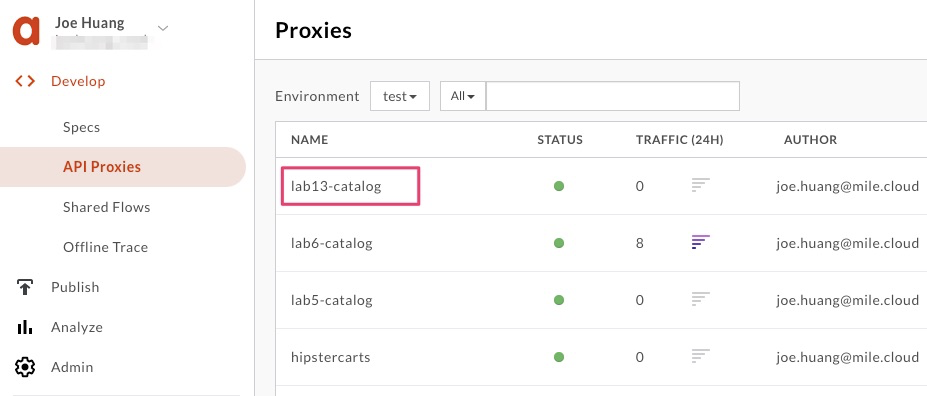 a
Joe Huang
Develop
Specs
API Proxies
Shared Flows
Offline Trace
Publish
Analyze
Admin
Proxies
Environment test All
NAME STATUS TRAFFIC (24H) AUTHOR
lab13-catalog 0 joe.huang@mile.cloud
lab6-catalog 8 joe.huang@mile.cloud
lab5-catalog 0 joe.huang@mile.cloud
hipstercarts 0 joe.huang@mile.cloud